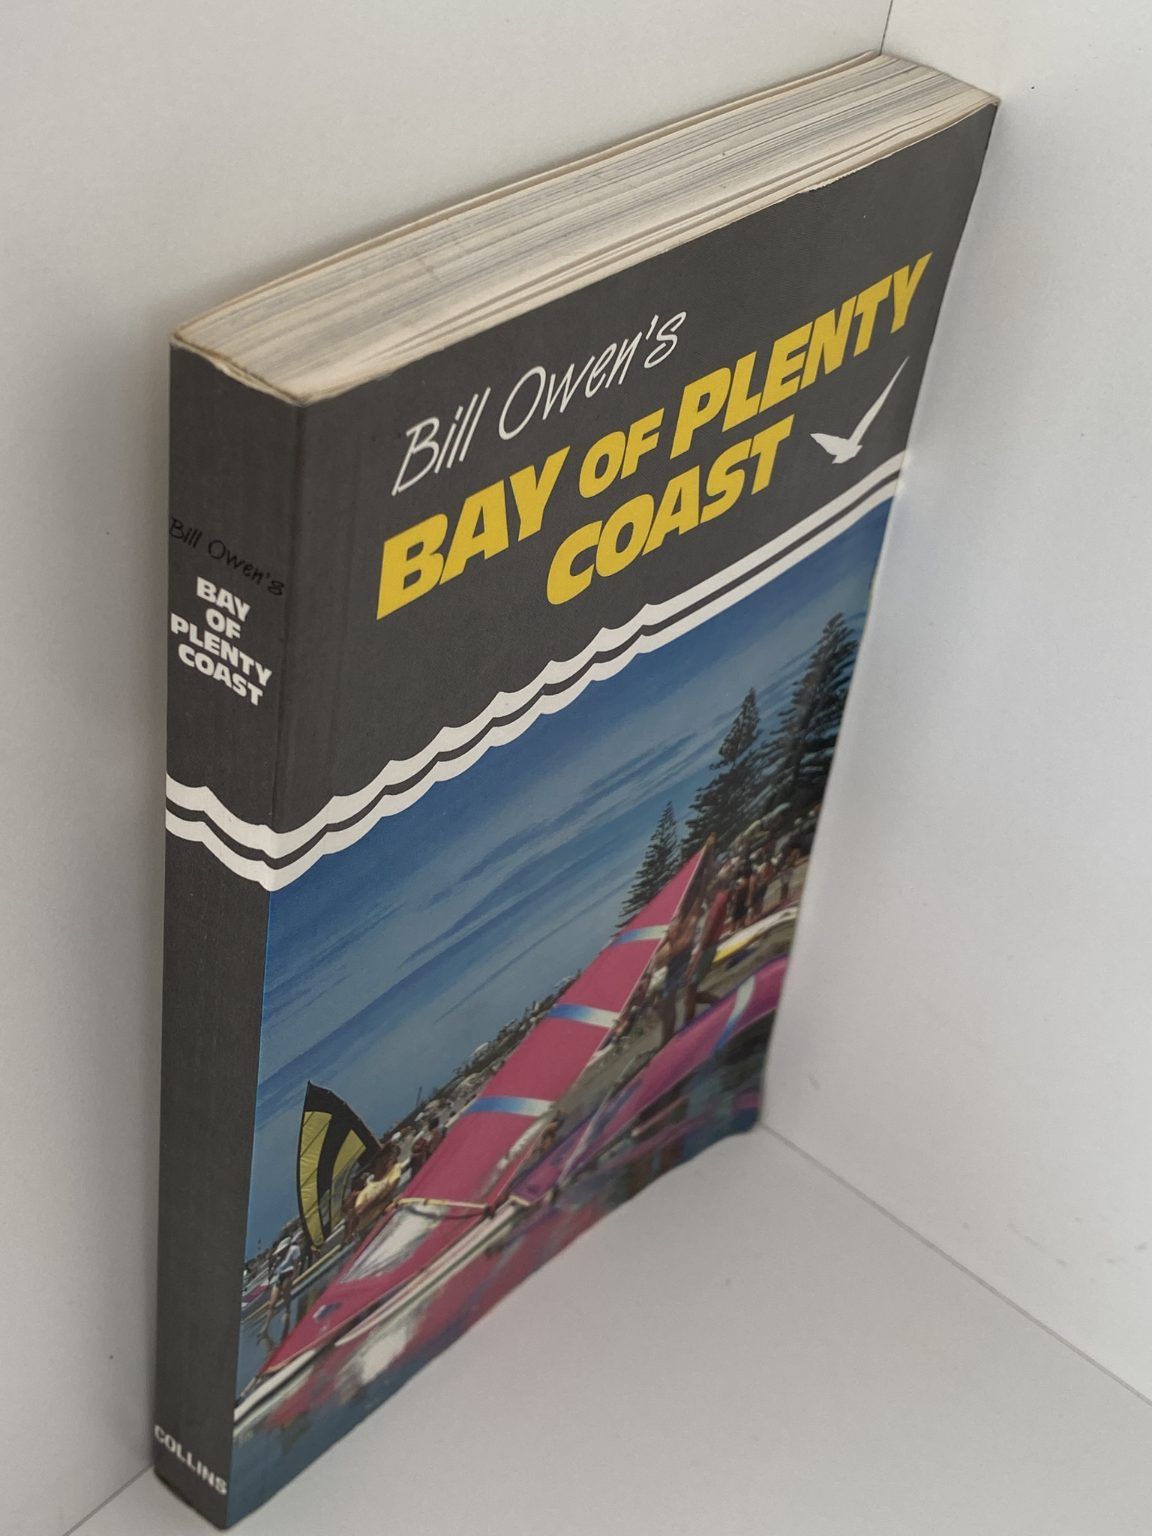 Bill Owen's
BAY OF PLENTY
COAST
Bill Owen's
BAY
OF
PLENTY
COAST
COLLINS